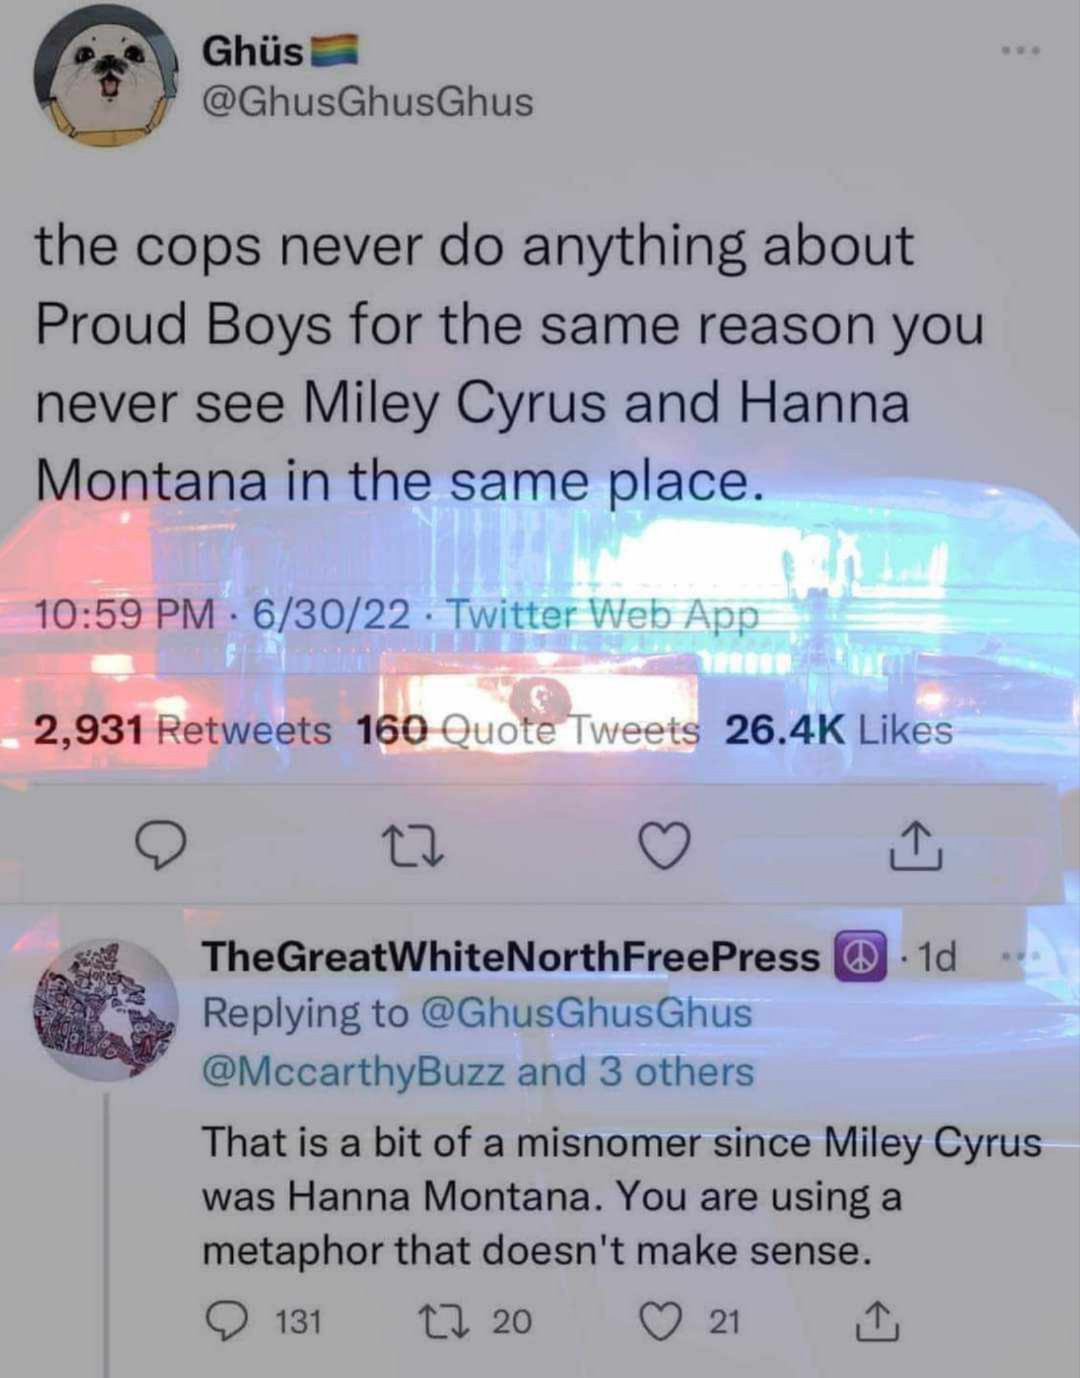 Ghüs🏳️‍🌈
@GhusGhusGhus
the cops never do anything about
Proud Boys for the same reason you
never see Miley Cyrus and Hanna
Montana in the same place.
10:59 PM · 6/30/22 · Twitter Web App
2,931 Retweets 160 Quote Tweets 26.4K Likes
TheGreatWhiteNorthFreePress ☮️ · 1d
Replying to @GhusGhusGhus
@MccarthyBuzz and 3 others
That is a bit of a misnomer since Miley Cyrus
was Hanna Montana. You are using a
metaphor that doesn't make sense.
131 20 21